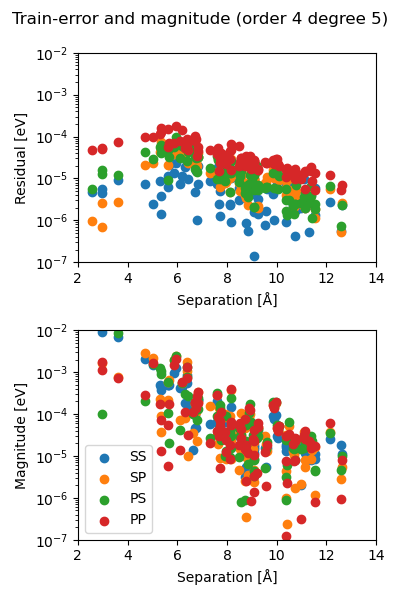 Train-error and magnitude (order 4 degree 5)
10⁻²
10⁻³
10⁻⁴
10⁻⁵
10⁻⁶
10⁻⁷
Residual [eV]
2 4 6 8 10 12 14
Separation [Å]
10⁻²
10⁻³
10⁻⁴
10⁻⁵
10⁻⁶
10⁻⁷
Magnitude [eV]
SS
SP
PS
PP
2 4 6 8 10 12 14
Separation [Å]